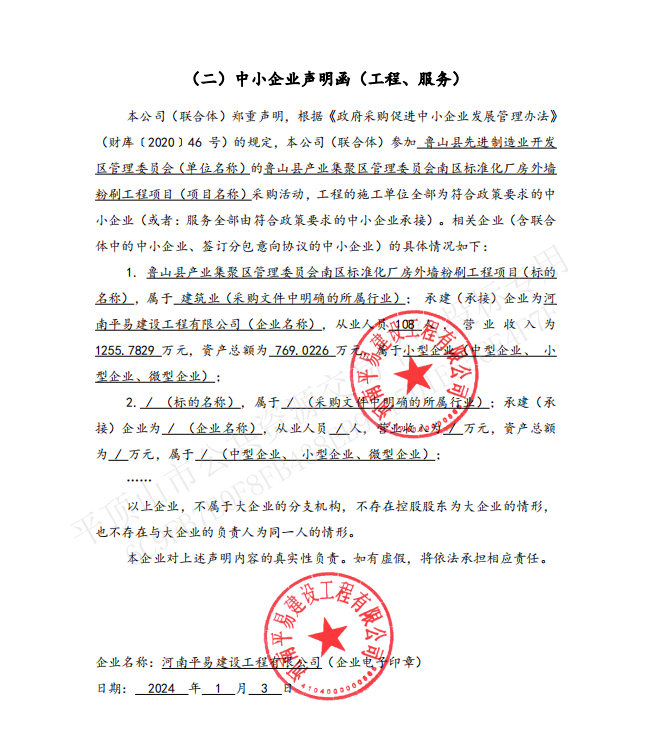 （二）中小企业声明函（工程、服务）
本公司（联合体）郑重声明，根据《政府采购促进中小企业发展管理办法》
（财库〔2020〕46 号）的规定，本公司（联合体）参加 鲁山县先进制造业开发
区管理委员会（单位名称）的鲁山县产业集聚区管理委员会南区标准化厂房外墙
粉刷工程项目（项目名称）采购活动，工程的施工单位全部为符合政策要求的中
小企业（或者：服务全部由符合政策要求的中小企业承接）。相关企业（含联合
体中的中小企业、签订分包意向协议的中小企业）的具体情况如下：
1. 鲁山县产业集聚区管理委员会南区标准化厂房外墙粉刷工程项目（标的
名称），属于 建筑业（采购文件中明确的所属行业）； 承建（承接）企业为河
南平易建设工程有限公司（企业名称），从业人员 108 人，营业收入为
1255.7829 万元，资产总额为 769.0226 万元，属于小型企业（中型企业、 小
型企业、微型企业）；
2. / （标的名称），属于 / （采购文件中明确的所属行业）；承建（承
接）企业为 / （企业名称），从业人员 / 人，营业收入为 / 万元，资产总额
为 / 万元，属于 / （中型企业、 小型企业、微型企业）；
……
以上企业，不属于大企业的分支机构，不存在控股股东为大企业的情形，
也不存在与大企业的负责人为同一人的情形。
本企业对上述声明内容的真实性负责。如有虚假，将依法承担相应责任。
河南平易建设工程有限公司
河南平易建设工程有限公司
企业名称：河南平易建设工程有限公司（企业电子印章）
日期： 2024 年 1 月 3 日